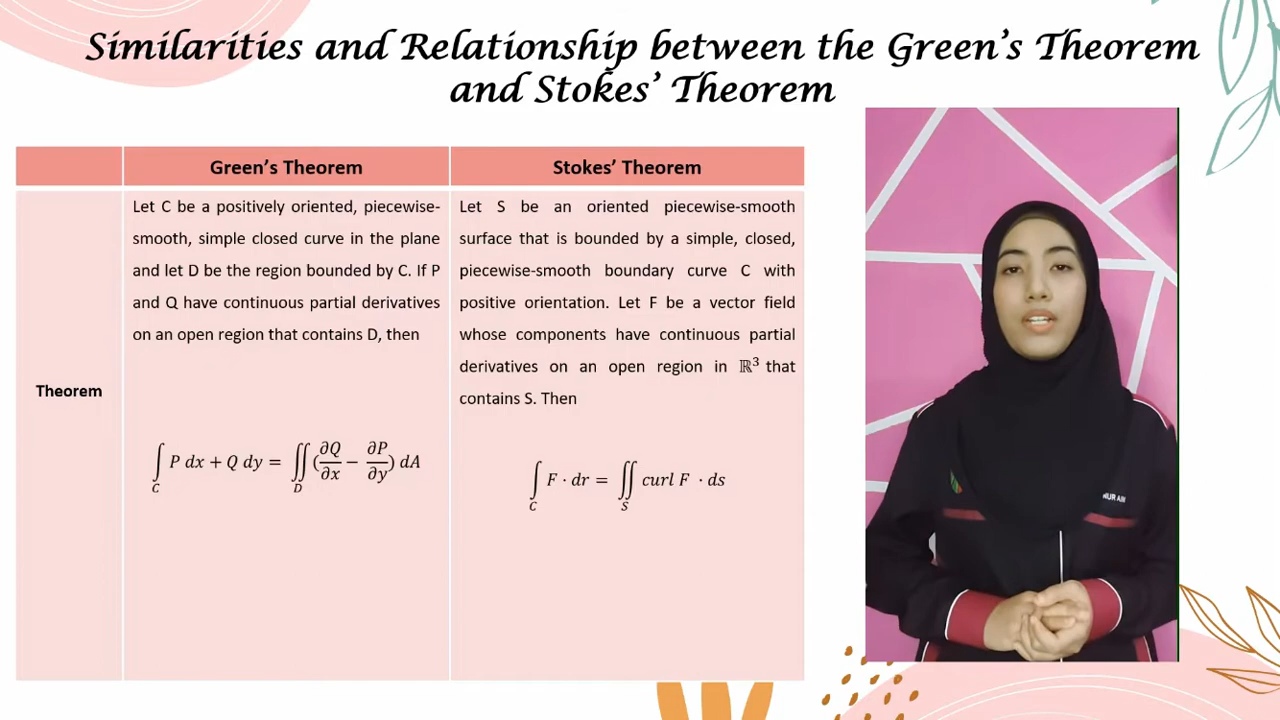 Similarities and Relationship between the Green's Theorem
and Stokes' Theorem
Green's Theorem
Stokes' Theorem
Theorem
Let C be a positively oriented, piecewise-
smooth, simple closed curve in the plane
and let D be the region bounded by C. If P
and Q have continuous partial derivatives
on an open region that contains D, then
∫_C P dx + Q dy = ∬_D (∂Q/∂x − ∂P/∂y) dA
Let S be an oriented piecewise-smooth
surface that is bounded by a simple, closed,
piecewise-smooth boundary curve C with
positive orientation. Let F be a vector field
whose components have continuous partial
derivatives on an open region in ℝ³ that
contains S. Then
∫_C F · dr = ∬_S curl F · ds
NUR AIN